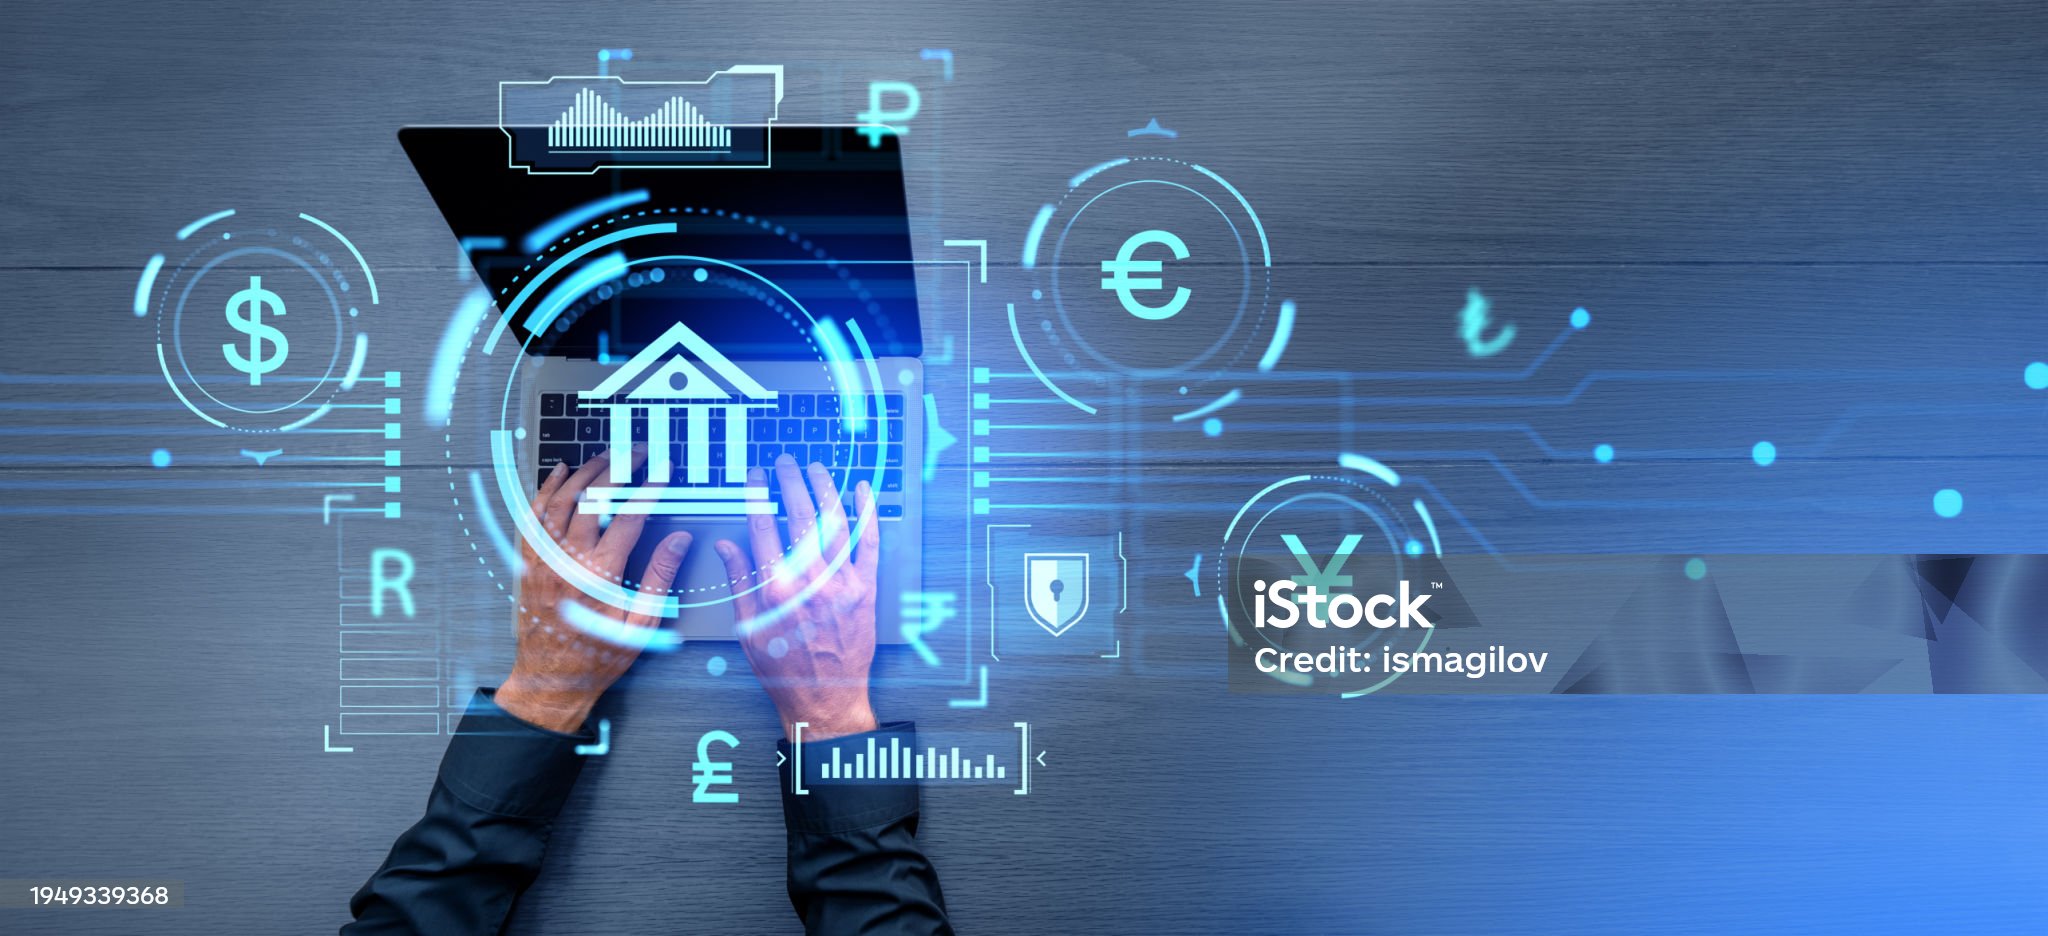 ₽
$
€
₺
R
¥
₹
£
iStock™
Credit: ismagilov
1949339368